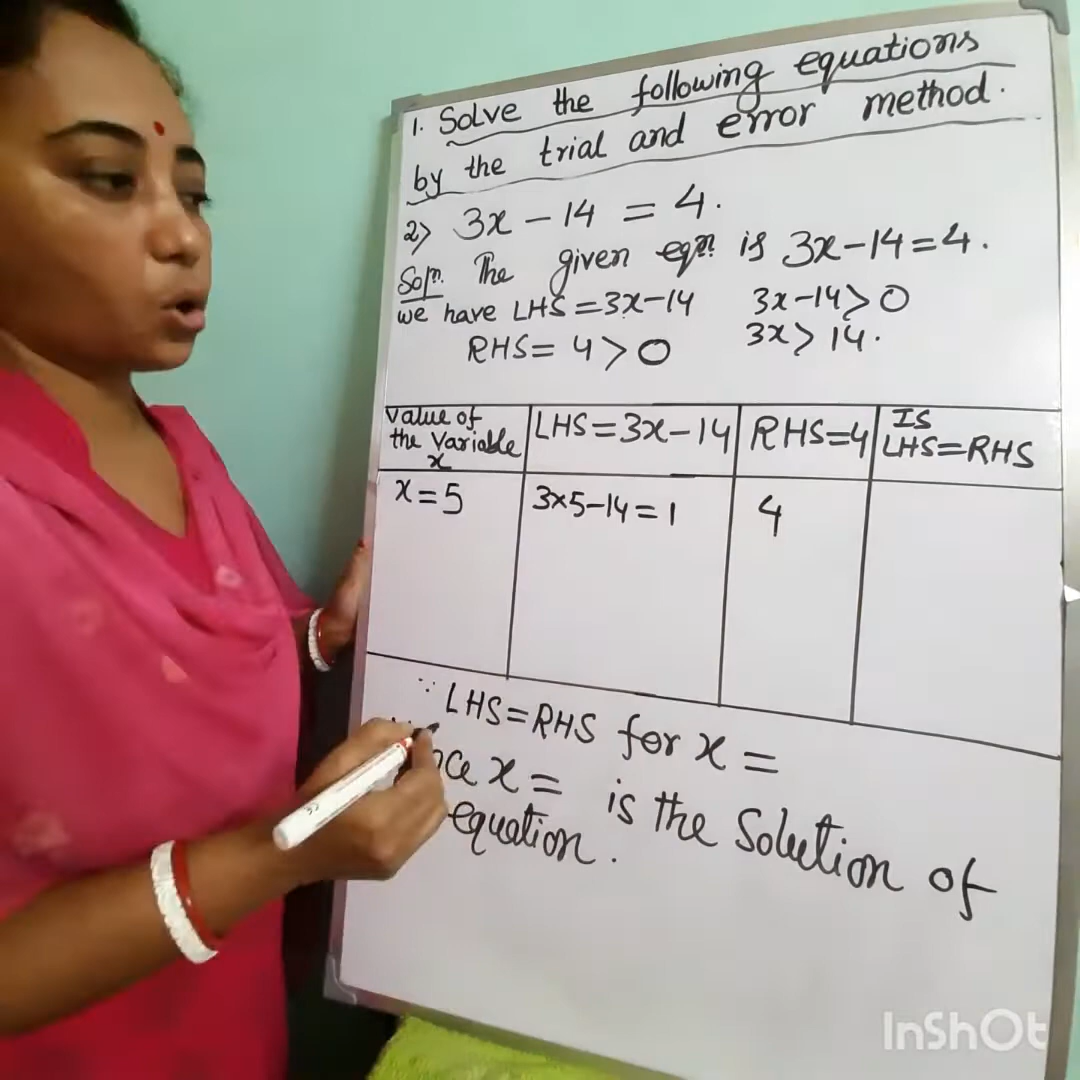 1. Solve the following equations
by the trial and error method.
2> 3x - 14 = 4.
Soln. The given eqn. is 3x-14=4.
we have LHS = 3x-14 3x-14>0
RHS = 4>0 3x>14.
Value of
the Variable
x
LHS=3x-14
RHS=4
IS
LHS=RHS
x=5
3×5-14=1
4
∵ LHS=RHS for x =
x = is the solution of
equation.
InShOt